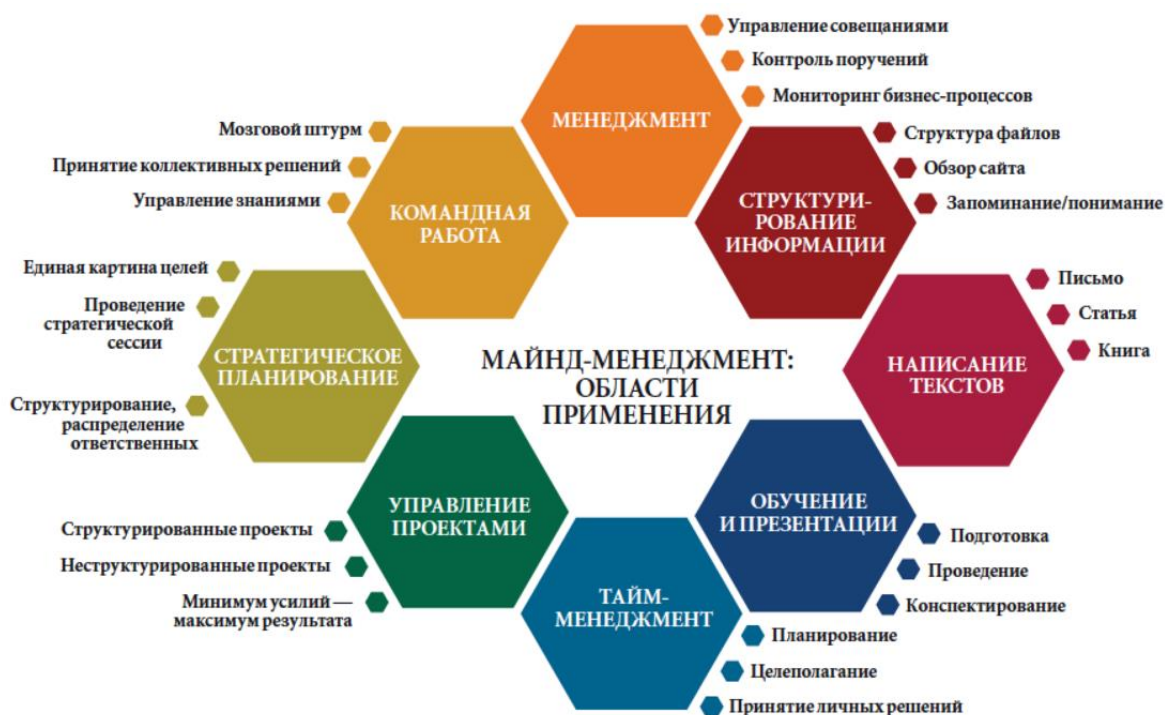 МЕНЕДЖМЕНТ
Управление совещаниями
Контроль поручений
Мониторинг бизнес-процессов
СТРУКТУРИ-
РОВАНИЕ
ИНФОРМАЦИИ
Структура файлов
Обзор сайта
Запоминание/понимание
НАПИСАНИЕ
ТЕКСТОВ
Письмо
Статья
Книга
ОБУЧЕНИЕ
И ПРЕЗЕНТАЦИИ
Подготовка
Проведение
Конспектирование
ТАЙМ-
МЕНЕДЖМЕНТ
Планирование
Целеполагание
Принятие личных решений
УПРАВЛЕНИЕ
ПРОЕКТАМИ
Структурированные проекты
Неструктурированные проекты
Минимум усилий —
максимум результата
СТРАТЕГИЧЕСКОЕ
ПЛАНИРОВАНИЕ
Единая картина целей
Проведение
стратегической
сессии
Структурирование,
распределение
ответственных
КОМАНДНАЯ
РАБОТА
Мозговой штурм
Принятие коллективных решений
Управление знаниями
МАЙНД-МЕНЕДЖМЕНТ:
ОБЛАСТИ
ПРИМЕНЕНИЯ